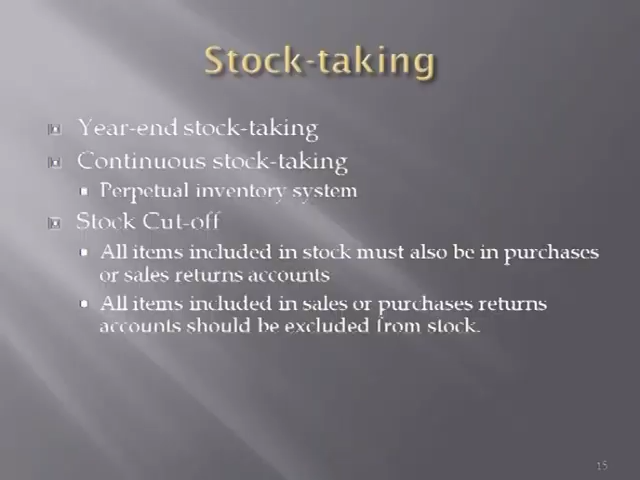 Stock-taking
Year-end stock-taking
Continuous stock-taking
Perpetual inventory system
Stock Cut-off
All items included in stock must also be in purchases
or sales returns accounts
All items included in sales or purchases returns
accounts should be excluded from stock.
15